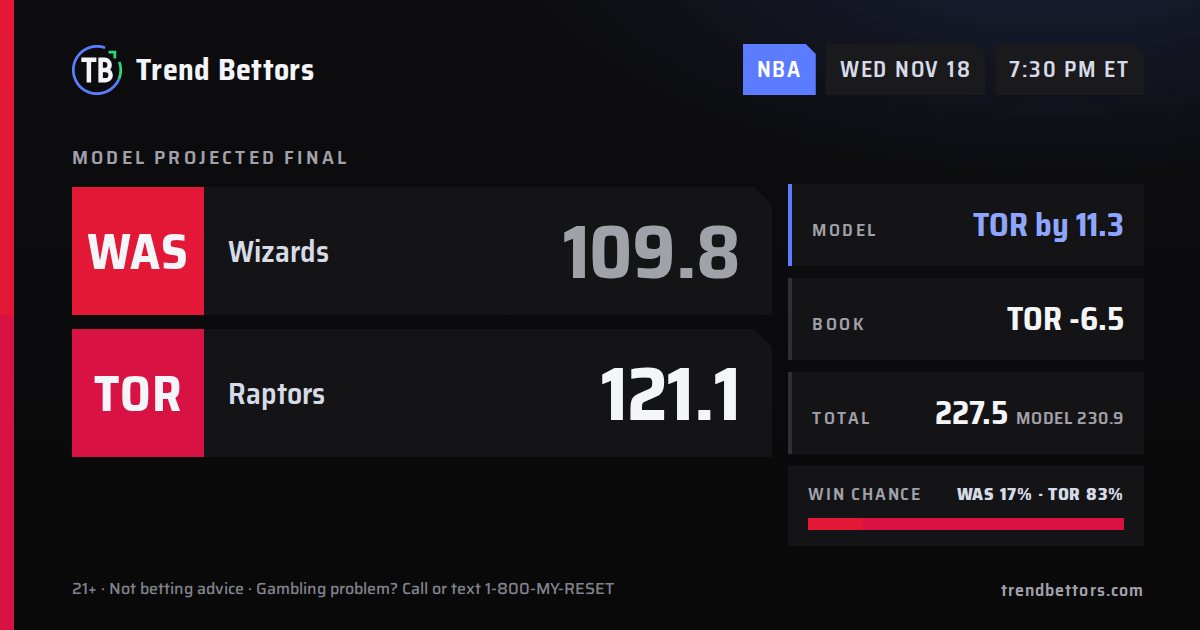 TB Trend Bettors
NBA WED NOV 18 7:30 PM ET
MODEL PROJECTED FINAL
WAS Wizards 109.8
TOR Raptors 121.1
MODEL TOR by 11.3
BOOK TOR -6.5
TOTAL 227.5 MODEL 230.9
WIN CHANCE WAS 17% · TOR 83%
21+ · Not betting advice · Gambling problem? Call or text 1-800-MY-RESET
trendbettors.com